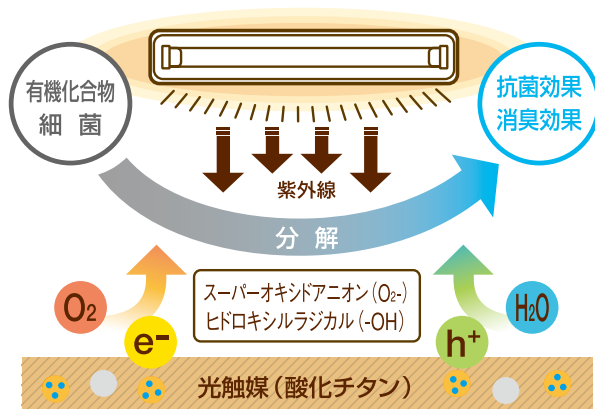 有機化合物
細菌
抗菌効果
消臭効果
紫外線
分解
O₂
e-
スーパーオキシドアニオン(O₂-)
ヒドロキシルラジカル(-OH)
h⁺
H₂O
光触媒(酸化チタン)